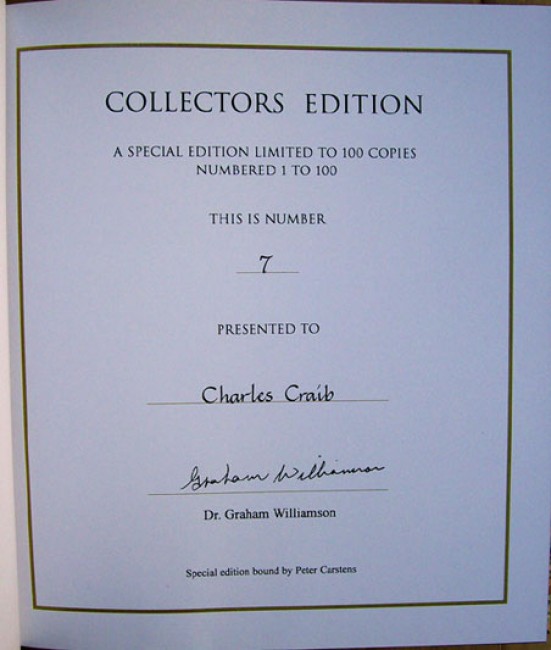 COLLECTORS EDITION
A SPECIAL EDITION LIMITED TO 100 COPIES
NUMBERED 1 TO 100
THIS IS NUMBER
7
PRESENTED TO
Charles Craib
Graham Williamson
Dr. Graham Williamson
Special edition bound by Peter Carstens